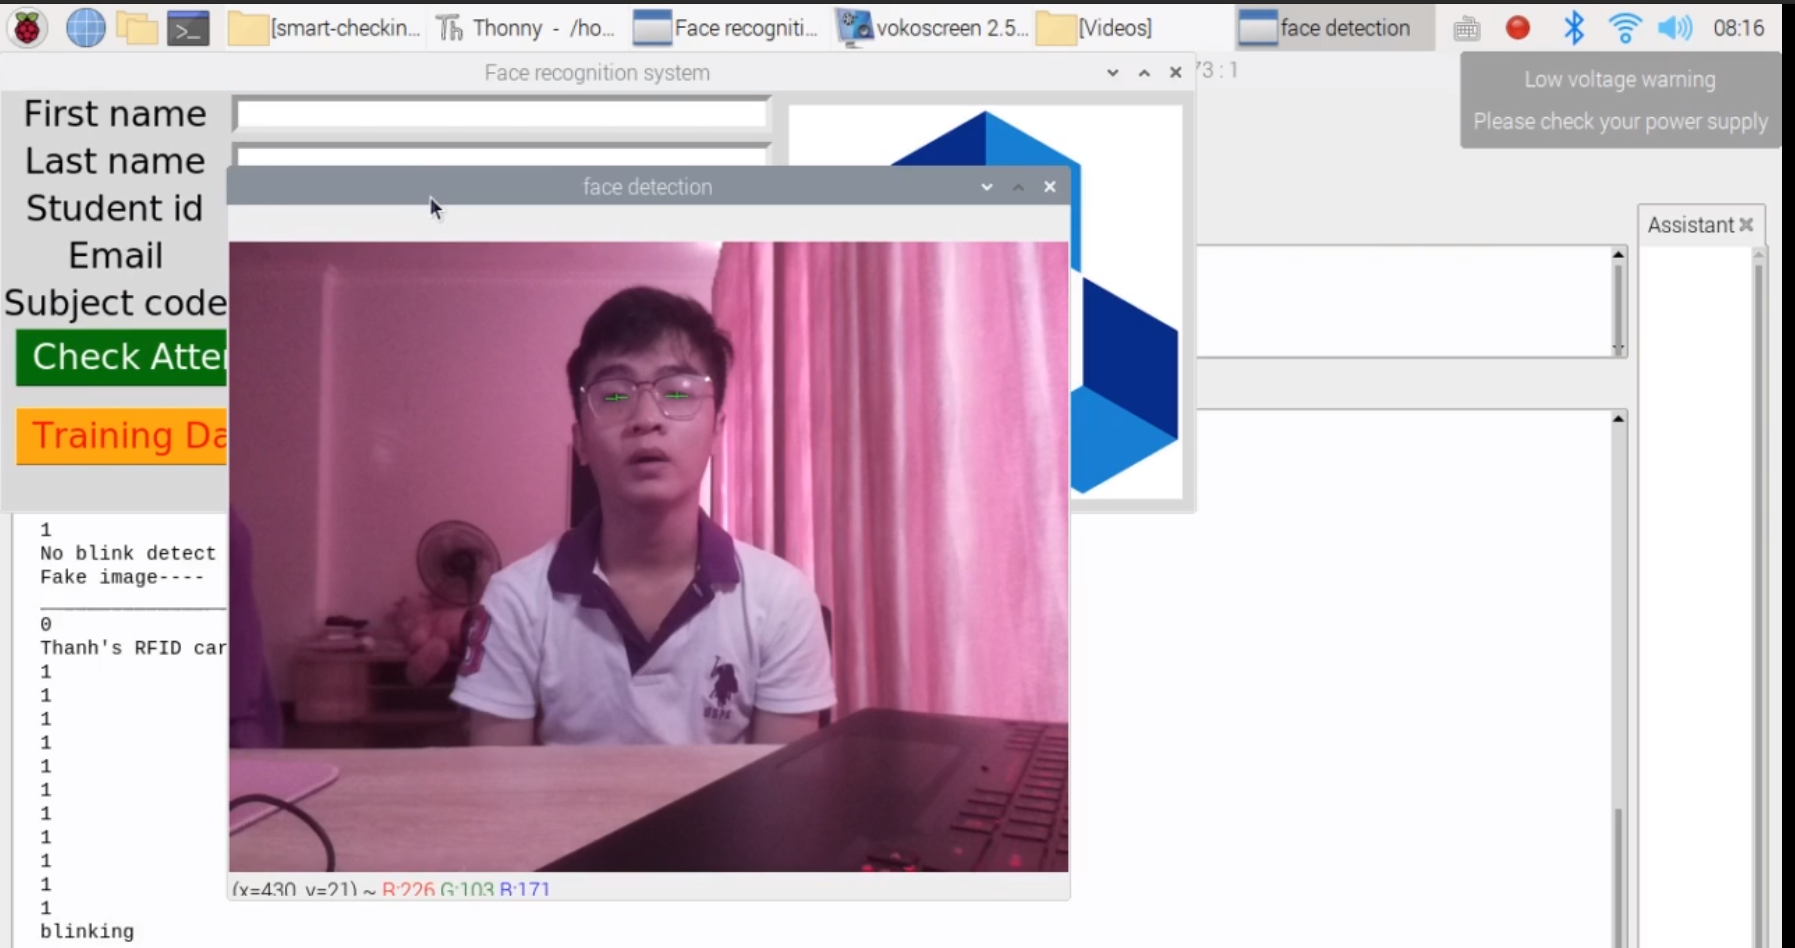 [smart-checkin... Thonny - /ho... Face recogniti... vokoscreen 2.5... [Videos] face detection 08:16
Face recognition system
73 : 1
Low voltage warning
Please check your power supply
First name
Last name
Student id
Email
Subject code
Check Atte
Training Da
face detection
Assistant
USPA
(x=430, y=21) ~ R:226 G:103 B:171
1
No blink detect
Fake image----
0
Thanh's RFID car
1
1
1
1
1
1
1
1
1
1
1
blinking